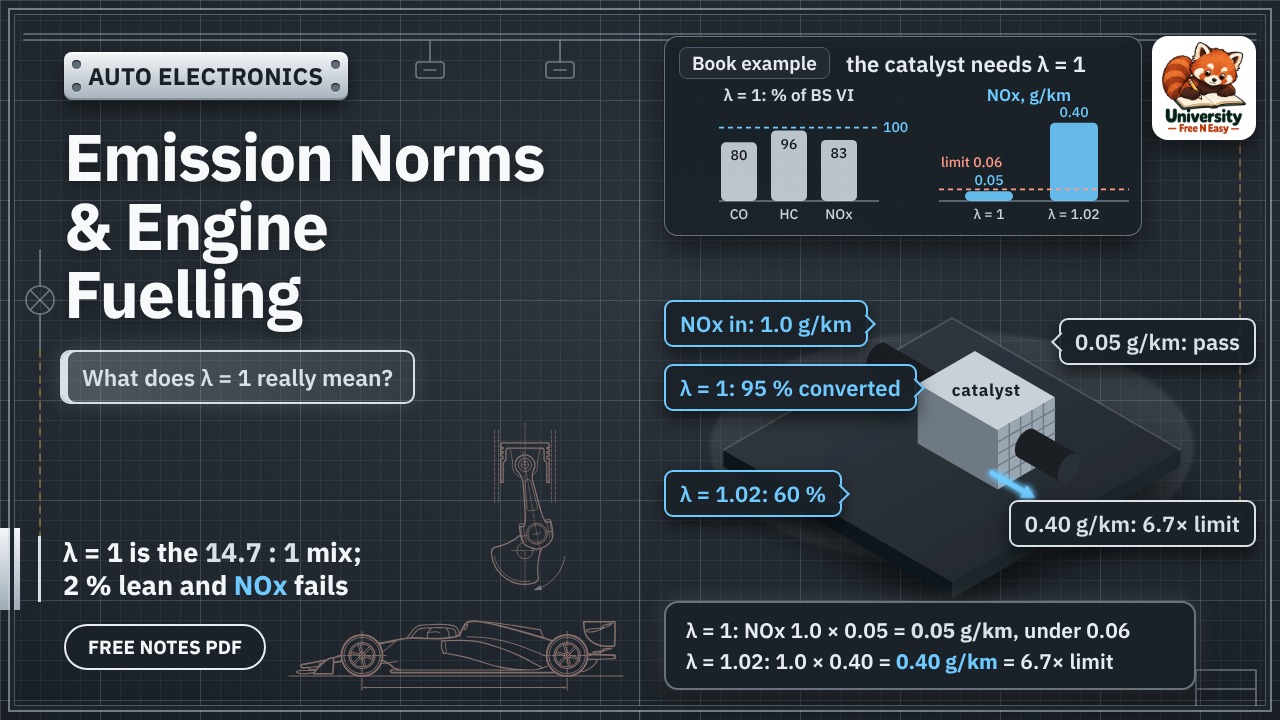 AUTO ELECTRONICS
Emission Norms
& Engine
Fuelling
What does λ = 1 really mean?
λ = 1 is the 14.7 : 1 mix;
2 % lean and NOx fails
FREE NOTES PDF
Book example
the catalyst needs λ = 1
λ = 1: % of BS VI
100
80
96
83
CO
HC
NOx
NOx, g/km
0.40
limit 0.06
0.05
λ = 1
λ = 1.02
University
Free N Easy
NOx in: 1.0 g/km
0.05 g/km: pass
λ = 1: 95 % converted
catalyst
λ = 1.02: 60 %
0.40 g/km: 6.7× limit
λ = 1: NOx 1.0 × 0.05 = 0.05 g/km, under 0.06
λ = 1.02: 1.0 × 0.40 = 0.40 g/km = 6.7× limit